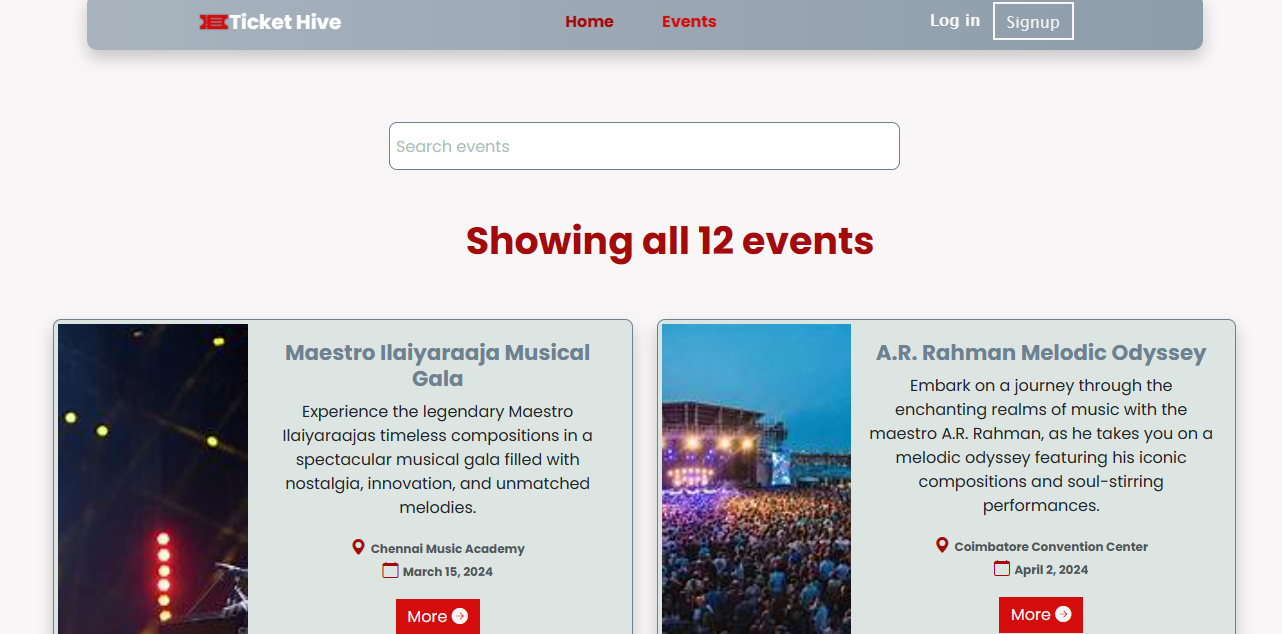 Ticket Hive
Home
Events
Log in
Signup
Search events
Showing all 12 events
Maestro Ilaiyaraaja Musical
Gala
Experience the legendary Maestro
Ilaiyaraajas timeless compositions in a
spectacular musical gala filled with
nostalgia, innovation, and unmatched
melodies.
Chennai Music Academy
March 15, 2024
More
A.R. Rahman Melodic Odyssey
Embark on a journey through the
enchanting realms of music with the
maestro A.R. Rahman, as he takes you on a
melodic odyssey featuring his iconic
compositions and soul-stirring
performances.
Coimbatore Convention Center
April 2, 2024
More